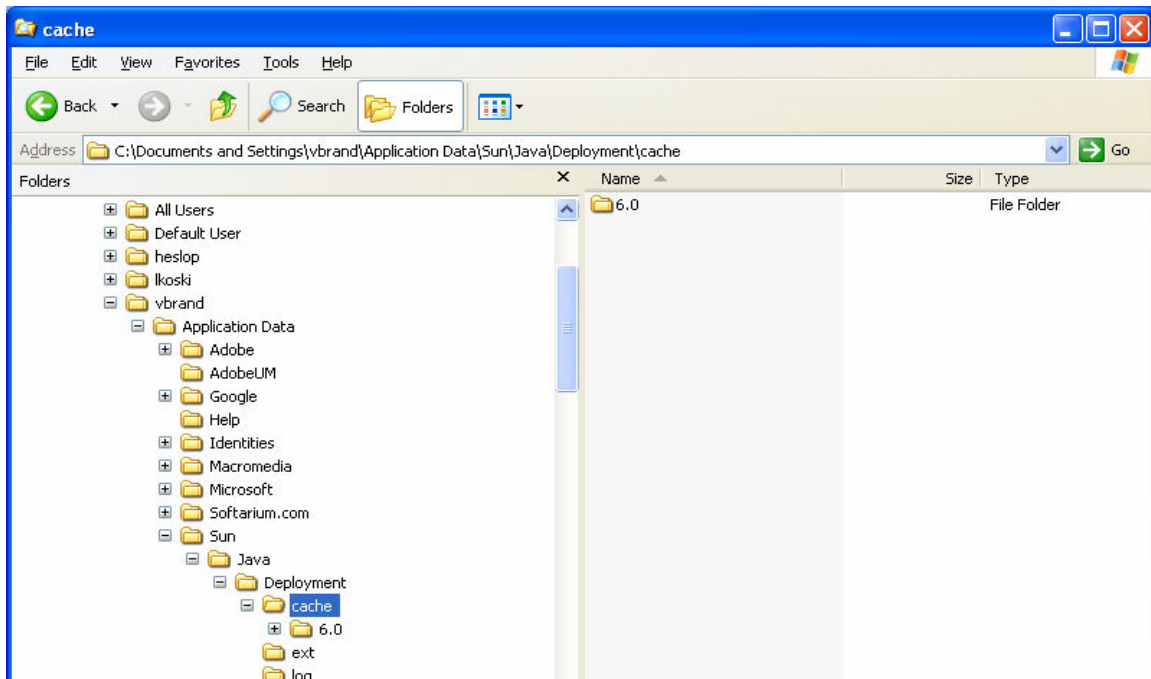 cache
File Edit View Favorites Tools Help
Back Search Folders
Address C:\Documents and Settings\vbrand\Application Data\Sun\Java\Deployment\cache Go
Folders Name Size Type
6.0 File Folder
All Users
Default User
heslop
lkoski
vbrand
Application Data
Adobe
AdobeUM
Google
Help
Identities
Macromedia
Microsoft
Softarium.com
Sun
Java
Deployment
cache
6.0
ext
log